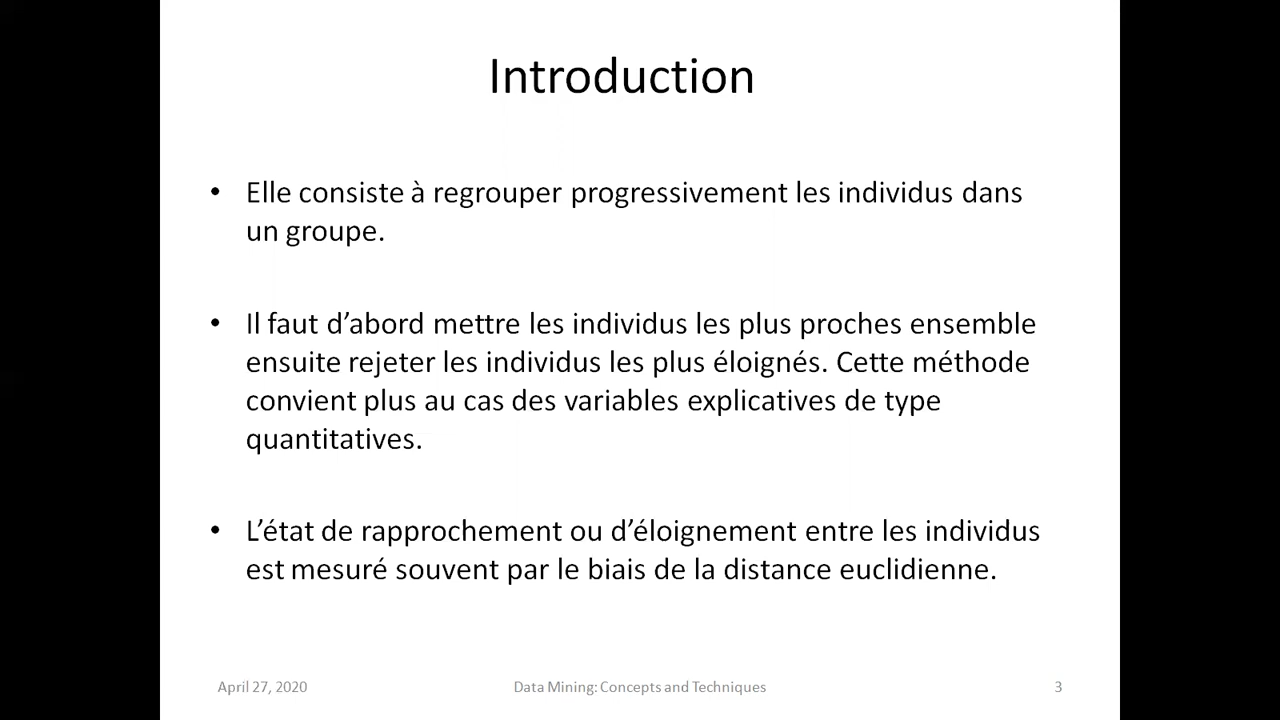 Introduction
• Elle consiste à regrouper progressivement les individus dans
un groupe.
• Il faut d’abord mettre les individus les plus proches ensemble
ensuite rejeter les individus les plus éloignés. Cette méthode
convient plus au cas des variables explicatives de type
quantitatives.
• L’état de rapprochement ou d’éloignement entre les individus
est mesuré souvent par le biais de la distance euclidienne.
April 27, 2020
Data Mining: Concepts and Techniques
3